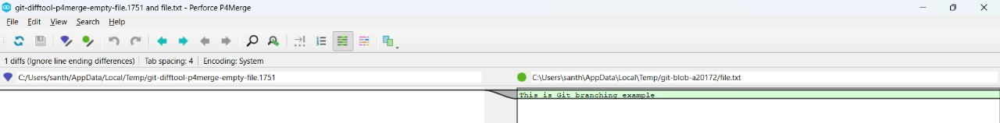 git-difftool-p4merge-empty-file.1751 and file.txt - Perforce P4Merge
File Edit View Search Help
1 diffs (Ignore line ending differences) Tab spacing: 4 Encoding: System
C:/Users/santh/AppData/Local/Temp/git-difftool-p4merge-empty-file.1751 C:\Users\santh\AppData\Local\Temp/git-blob-a20172/file.txt
This is Git branching example